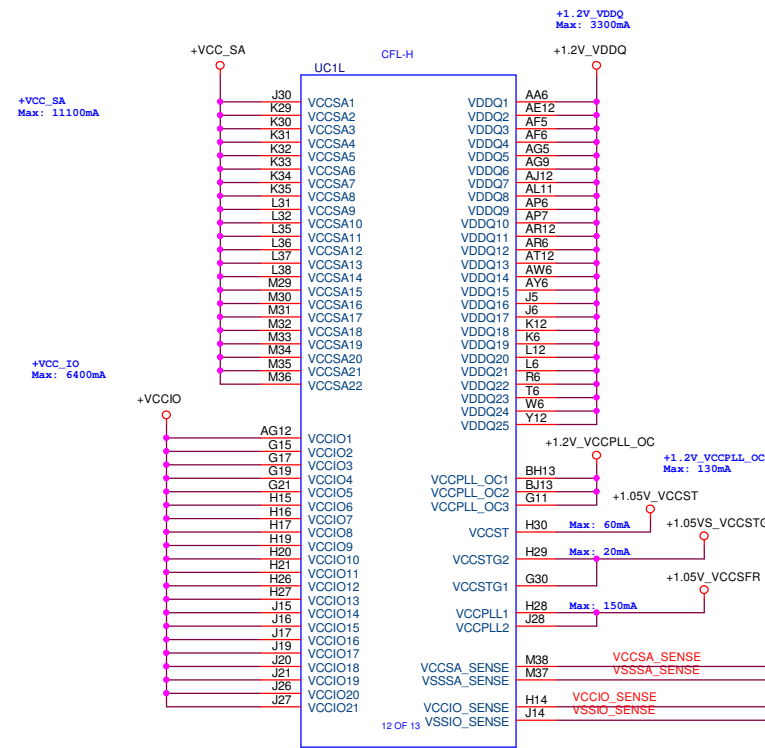 +1.2V_VDDQ
Max: 3300mA
+VCC_SA
CFL-H
+1.2V_VDDQ
UC1L
+VCC_SA
Max: 11100mA
J30 VCCSA1
K29 VCCSA2
K30 VCCSA3
K31 VCCSA4
K32 VCCSA5
K33 VCCSA6
K34 VCCSA7
K35 VCCSA8
L31 VCCSA9
L32 VCCSA10
L35 VCCSA11
L36 VCCSA12
L37 VCCSA13
L38 VCCSA14
M29 VCCSA15
M30 VCCSA16
M31 VCCSA17
M32 VCCSA18
M33 VCCSA19
M34 VCCSA20
M35 VCCSA21
M36 VCCSA22
VDDQ1 AA6
VDDQ2 AE12
VDDQ3 AF5
VDDQ4 AF6
VDDQ5 AG5
VDDQ6 AG9
VDDQ7 AJ12
VDDQ8 AL11
VDDQ9 AP6
VDDQ10 AP7
VDDQ11 AR12
VDDQ12 AR6
VDDQ13 AT12
VDDQ14 AW6
VDDQ15 AY6
VDDQ16 J5
VDDQ17 J6
VDDQ18 K12
VDDQ19 K6
VDDQ20 L12
VDDQ21 L6
VDDQ22 R6
VDDQ23 T6
VDDQ24 W6
VDDQ25 Y12
+VCC_IO
Max: 6400mA
+VCCIO
AG12 VCCIO1
G15 VCCIO2
G17 VCCIO3
G19 VCCIO4
G21 VCCIO5
H15 VCCIO6
H16 VCCIO7
H17 VCCIO8
H19 VCCIO9
H20 VCCIO10
H21 VCCIO11
H26 VCCIO12
H27 VCCIO13
J15 VCCIO14
J16 VCCIO15
J17 VCCIO16
J19 VCCIO17
J20 VCCIO18
J21 VCCIO19
J26 VCCIO20
J27 VCCIO21
+1.2V_VCCPLL_OC
+1.2V_VCCPLL_OC
Max: 130mA
VCCPLL_OC1 BH13
VCCPLL_OC2 BJ13
VCCPLL_OC3 G11
+1.05V_VCCST
VCCST H30 Max: 60mA
+1.05VS_VCCSTG
VCCSTG2 H29 Max: 20mA
VCCSTG1 G30
+1.05V_VCCSFR
VCCPLL1 H28 Max: 150mA
VCCPLL2 J28
VCCSA_SENSE M38 VCCSA_SENSE
VSSSA_SENSE M37 VSSSA_SENSE
VCCIO_SENSE H14 VCCIO_SENSE
VSSIO_SENSE J14 VSSIO_SENSE
12 OF 13